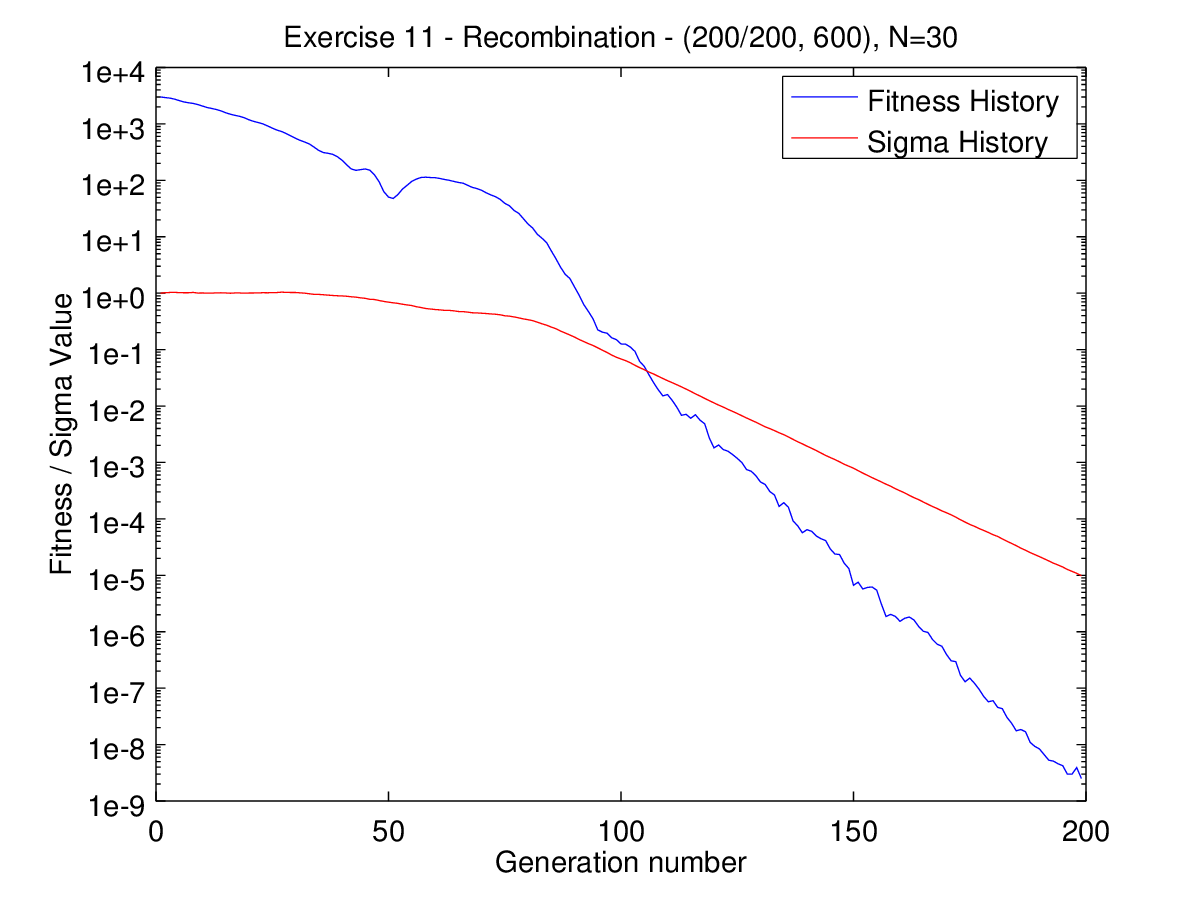 Exercise 11 - Recombination - (200/200, 600), N=30
1e+4
1e+3
1e+2
1e+1
1e+0
1e-1
1e-2
1e-3
1e-4
1e-5
1e-6
1e-7
1e-8
1e-9
Fitness / Sigma Value
Fitness History
Sigma History
0 50 100 150 200
Generation number